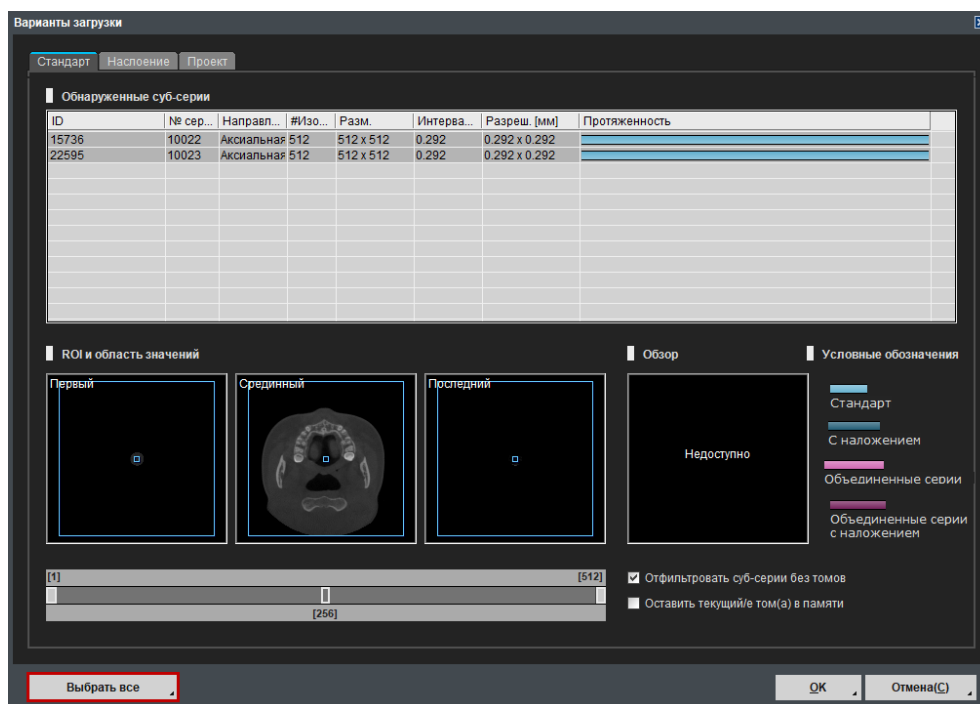 Варианты загрузки
Стандарт Наслоение Проект
Обнаруженные суб-серии
ID № сер... Направл... #Изо... Разм. Интерва... Разреш. [мм] Протяженность
15736 10022 Аксиальная 512 512 x 512 0.292 0.292 x 0.292
22595 10023 Аксиальная 512 512 x 512 0.292 0.292 x 0.292
ROI и область значений Обзор Условные обозначения
Первый Срединный Последний
Стандарт
С наложением
Недоступно
Объединенные серии
Объединенные серии
с наложением
[1] [512]
[256]
Отфильтровать суб-серии без томов
Оставить текущий/е том(а) в памяти
Выбрать все OK Отмена(C)